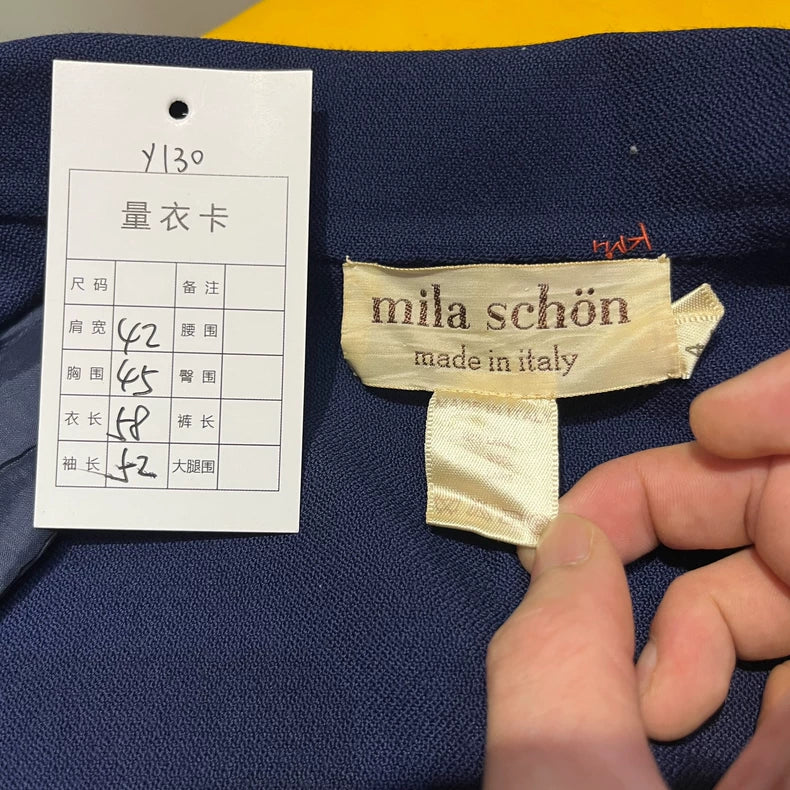 Y130
量衣卡
尺码 备注
肩宽 42 腰围
胸围 45 臀围
衣长 58 裤长
袖长 52 大腿围
mila schön
made in italy
4